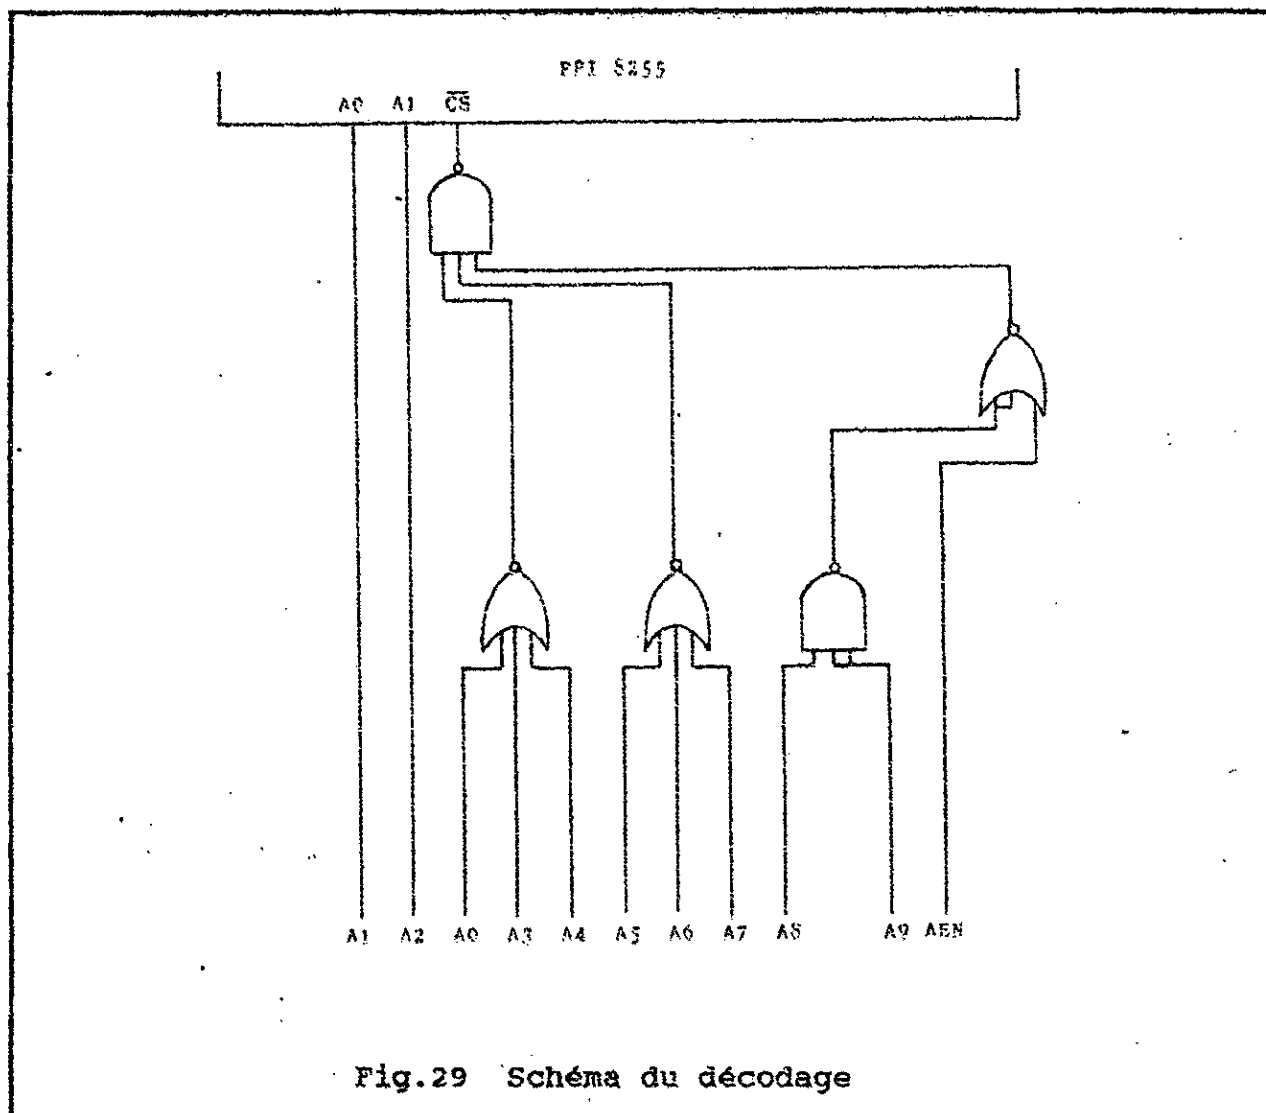 PPI 8255
A0 A1 CS
A1 A2 A0 A3 A4 A5 A6 A7 A8 A9 AEN
Fig.29 Schéma du décodage